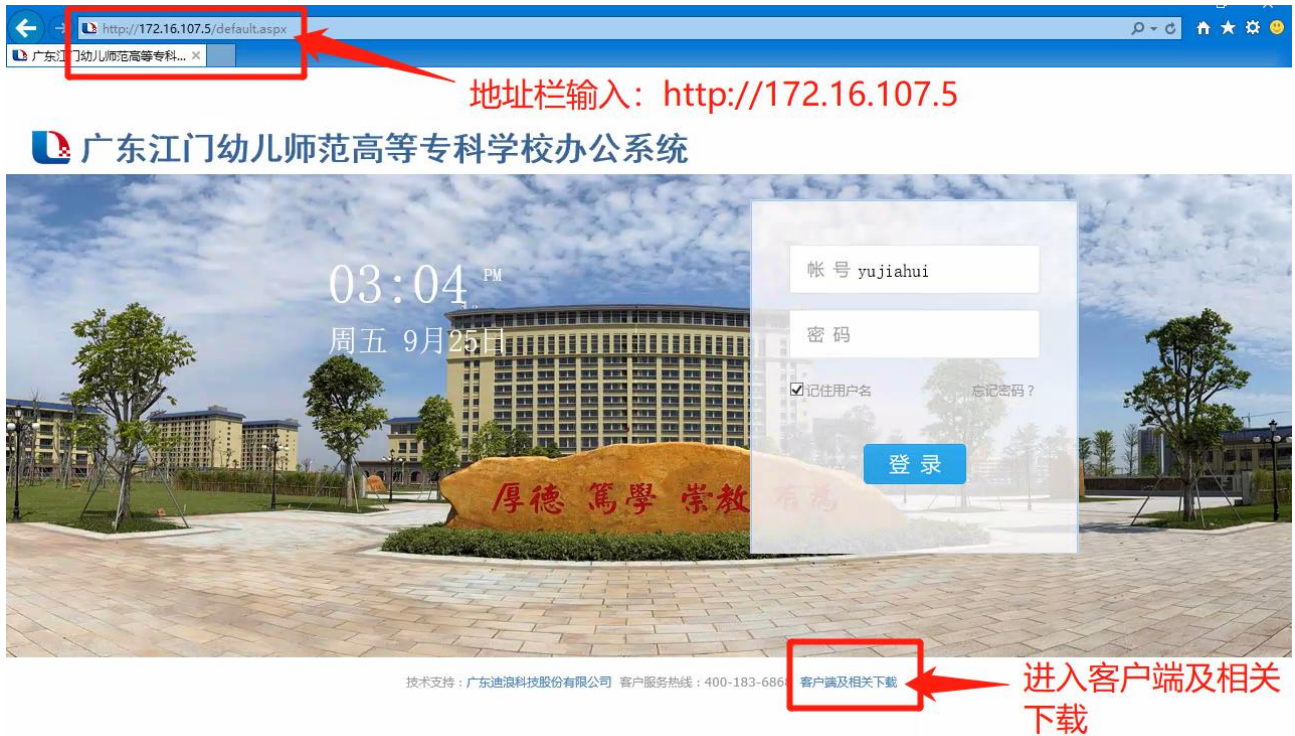 http://172.16.107.5/default.aspx
广东江门幼儿师范高等专科... ×
地址栏输入：http://172.16.107.5
广东江门幼儿师范高等专科学校办公系统
03:04 PM
周五 9月25日
帐 号 yujiahui
密 码
记住用户名 忘记密码？
登 录
厚德 篤學 崇教 有為
技术支持：广东迪浪科技股份有限公司 客户服务热线：400-183-6868 客户端及相关下载
进入客户端及相关
下载